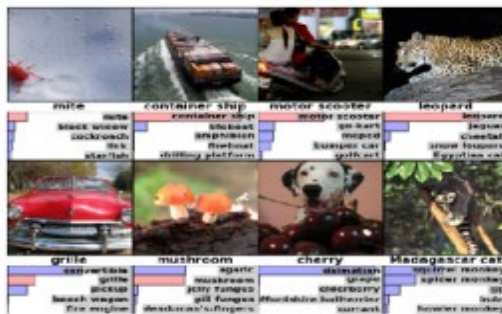 mite
container ship
motor scooter
leopard
mite
black widow
cockroach
tick
starfish
container ship
lifeboat
amphibian
fireboat
drilling platform
motor scooter
go-kart
moped
bumper car
golfcart
leopard
jaguar
cheetah
snow leopard
Egyptian cat
grille
mushroom
cherry
Madagascar cat
convertible
grille
pickup
beach wagon
fire engine
agaric
mushroom
jelly fungus
gill fungus
dead-man's-fingers
dalmatian
grape
elderberry
ffordshire bullterrier
currant
squirrel monkey
spider monkey
titi
indri
howler monkey